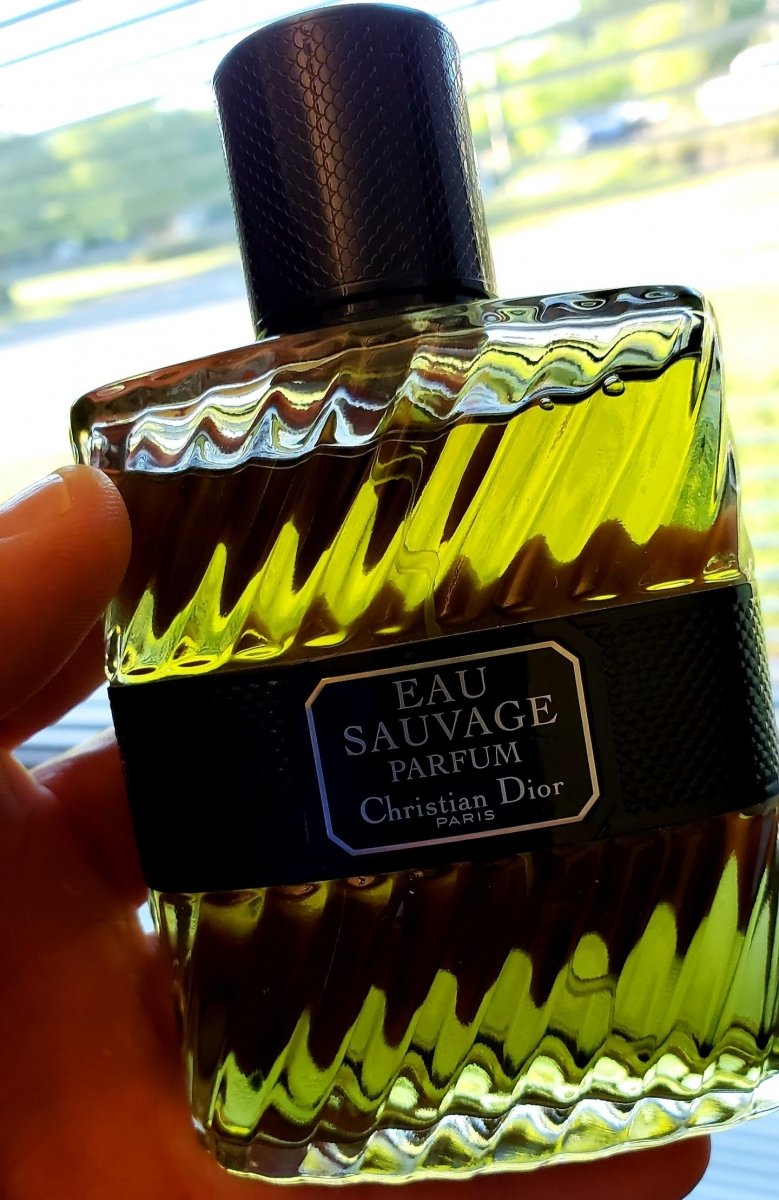 EAU
SAUVAGE
PARFUM
Christian Dior
PARIS